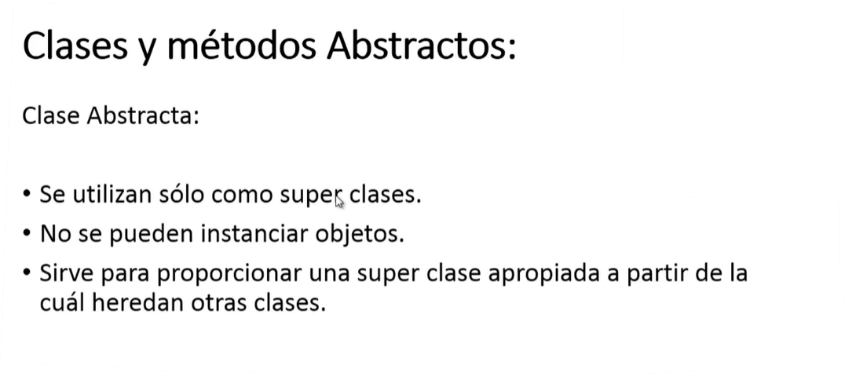 Clases y métodos Abstractos:
Clase Abstracta:
• Se utilizan sólo como super clases.
• No se pueden instanciar objetos.
• Sirve para proporcionar una super clase apropiada a partir de la
cuál heredan otras clases.